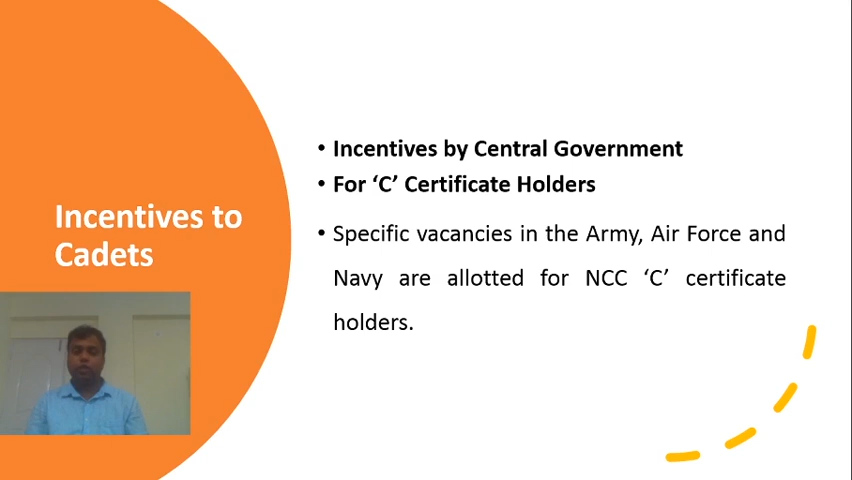 Incentives to
Cadets
• Incentives by Central Government
• For ‘C’ Certificate Holders
• Specific vacancies in the Army, Air Force and
Navy are allotted for NCC ‘C’ certificate
holders.